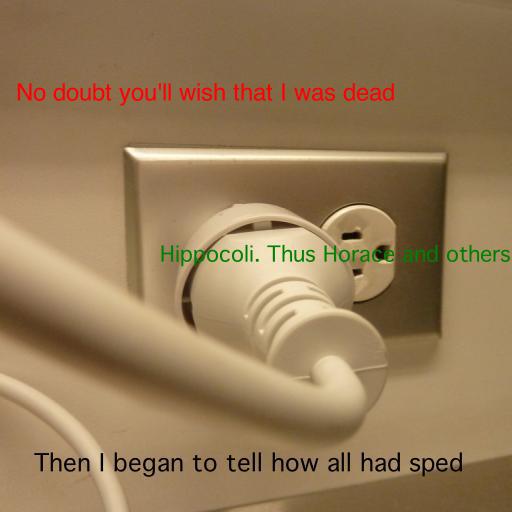 No doubt you'll wish that I was dead
Hippocoli. Thus Horace and others
Then I began to tell how all had sped